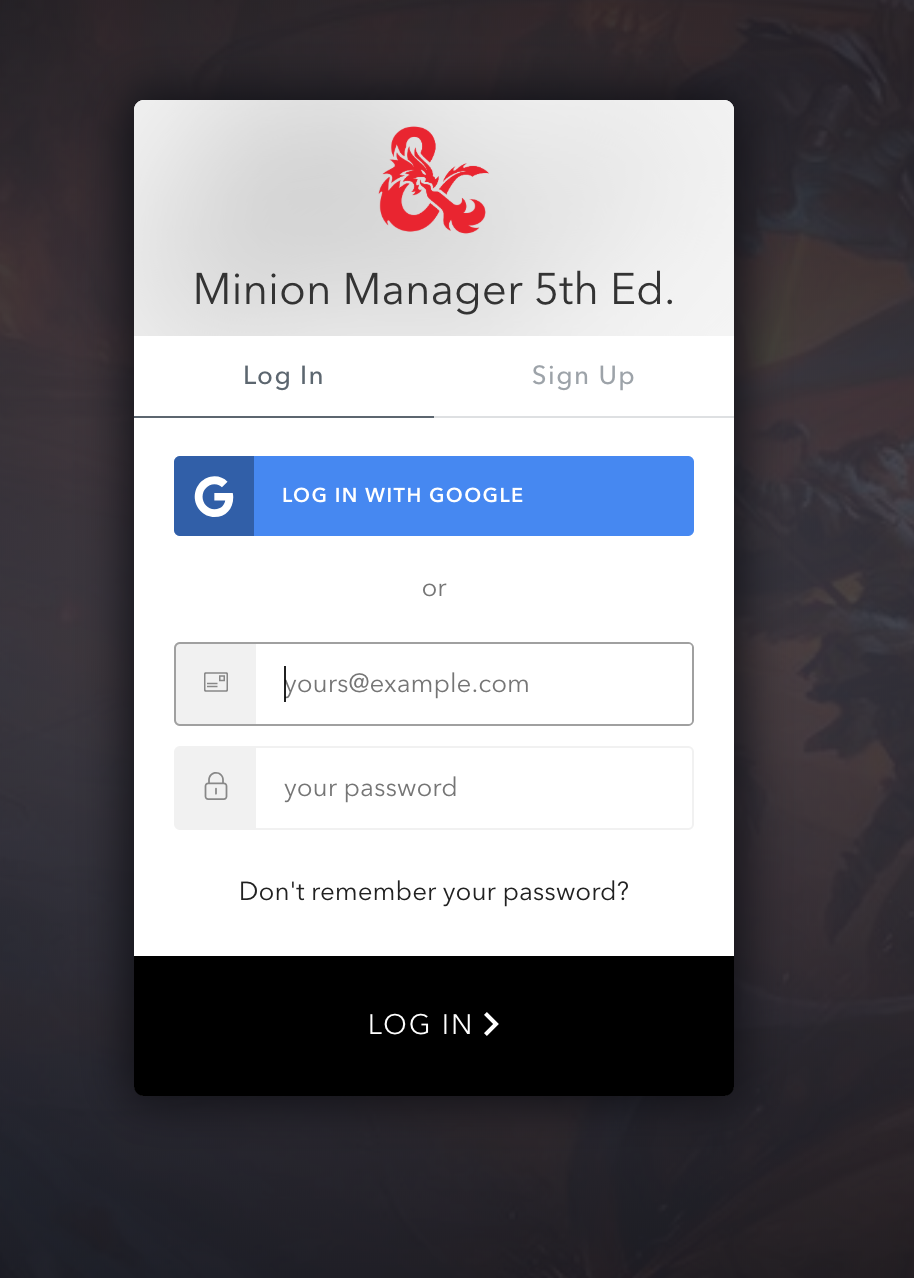 Minion Manager 5th Ed.
Log In
Sign Up
G
LOG IN WITH GOOGLE
or
yours@example.com
your password
Don't remember your password?
LOG IN